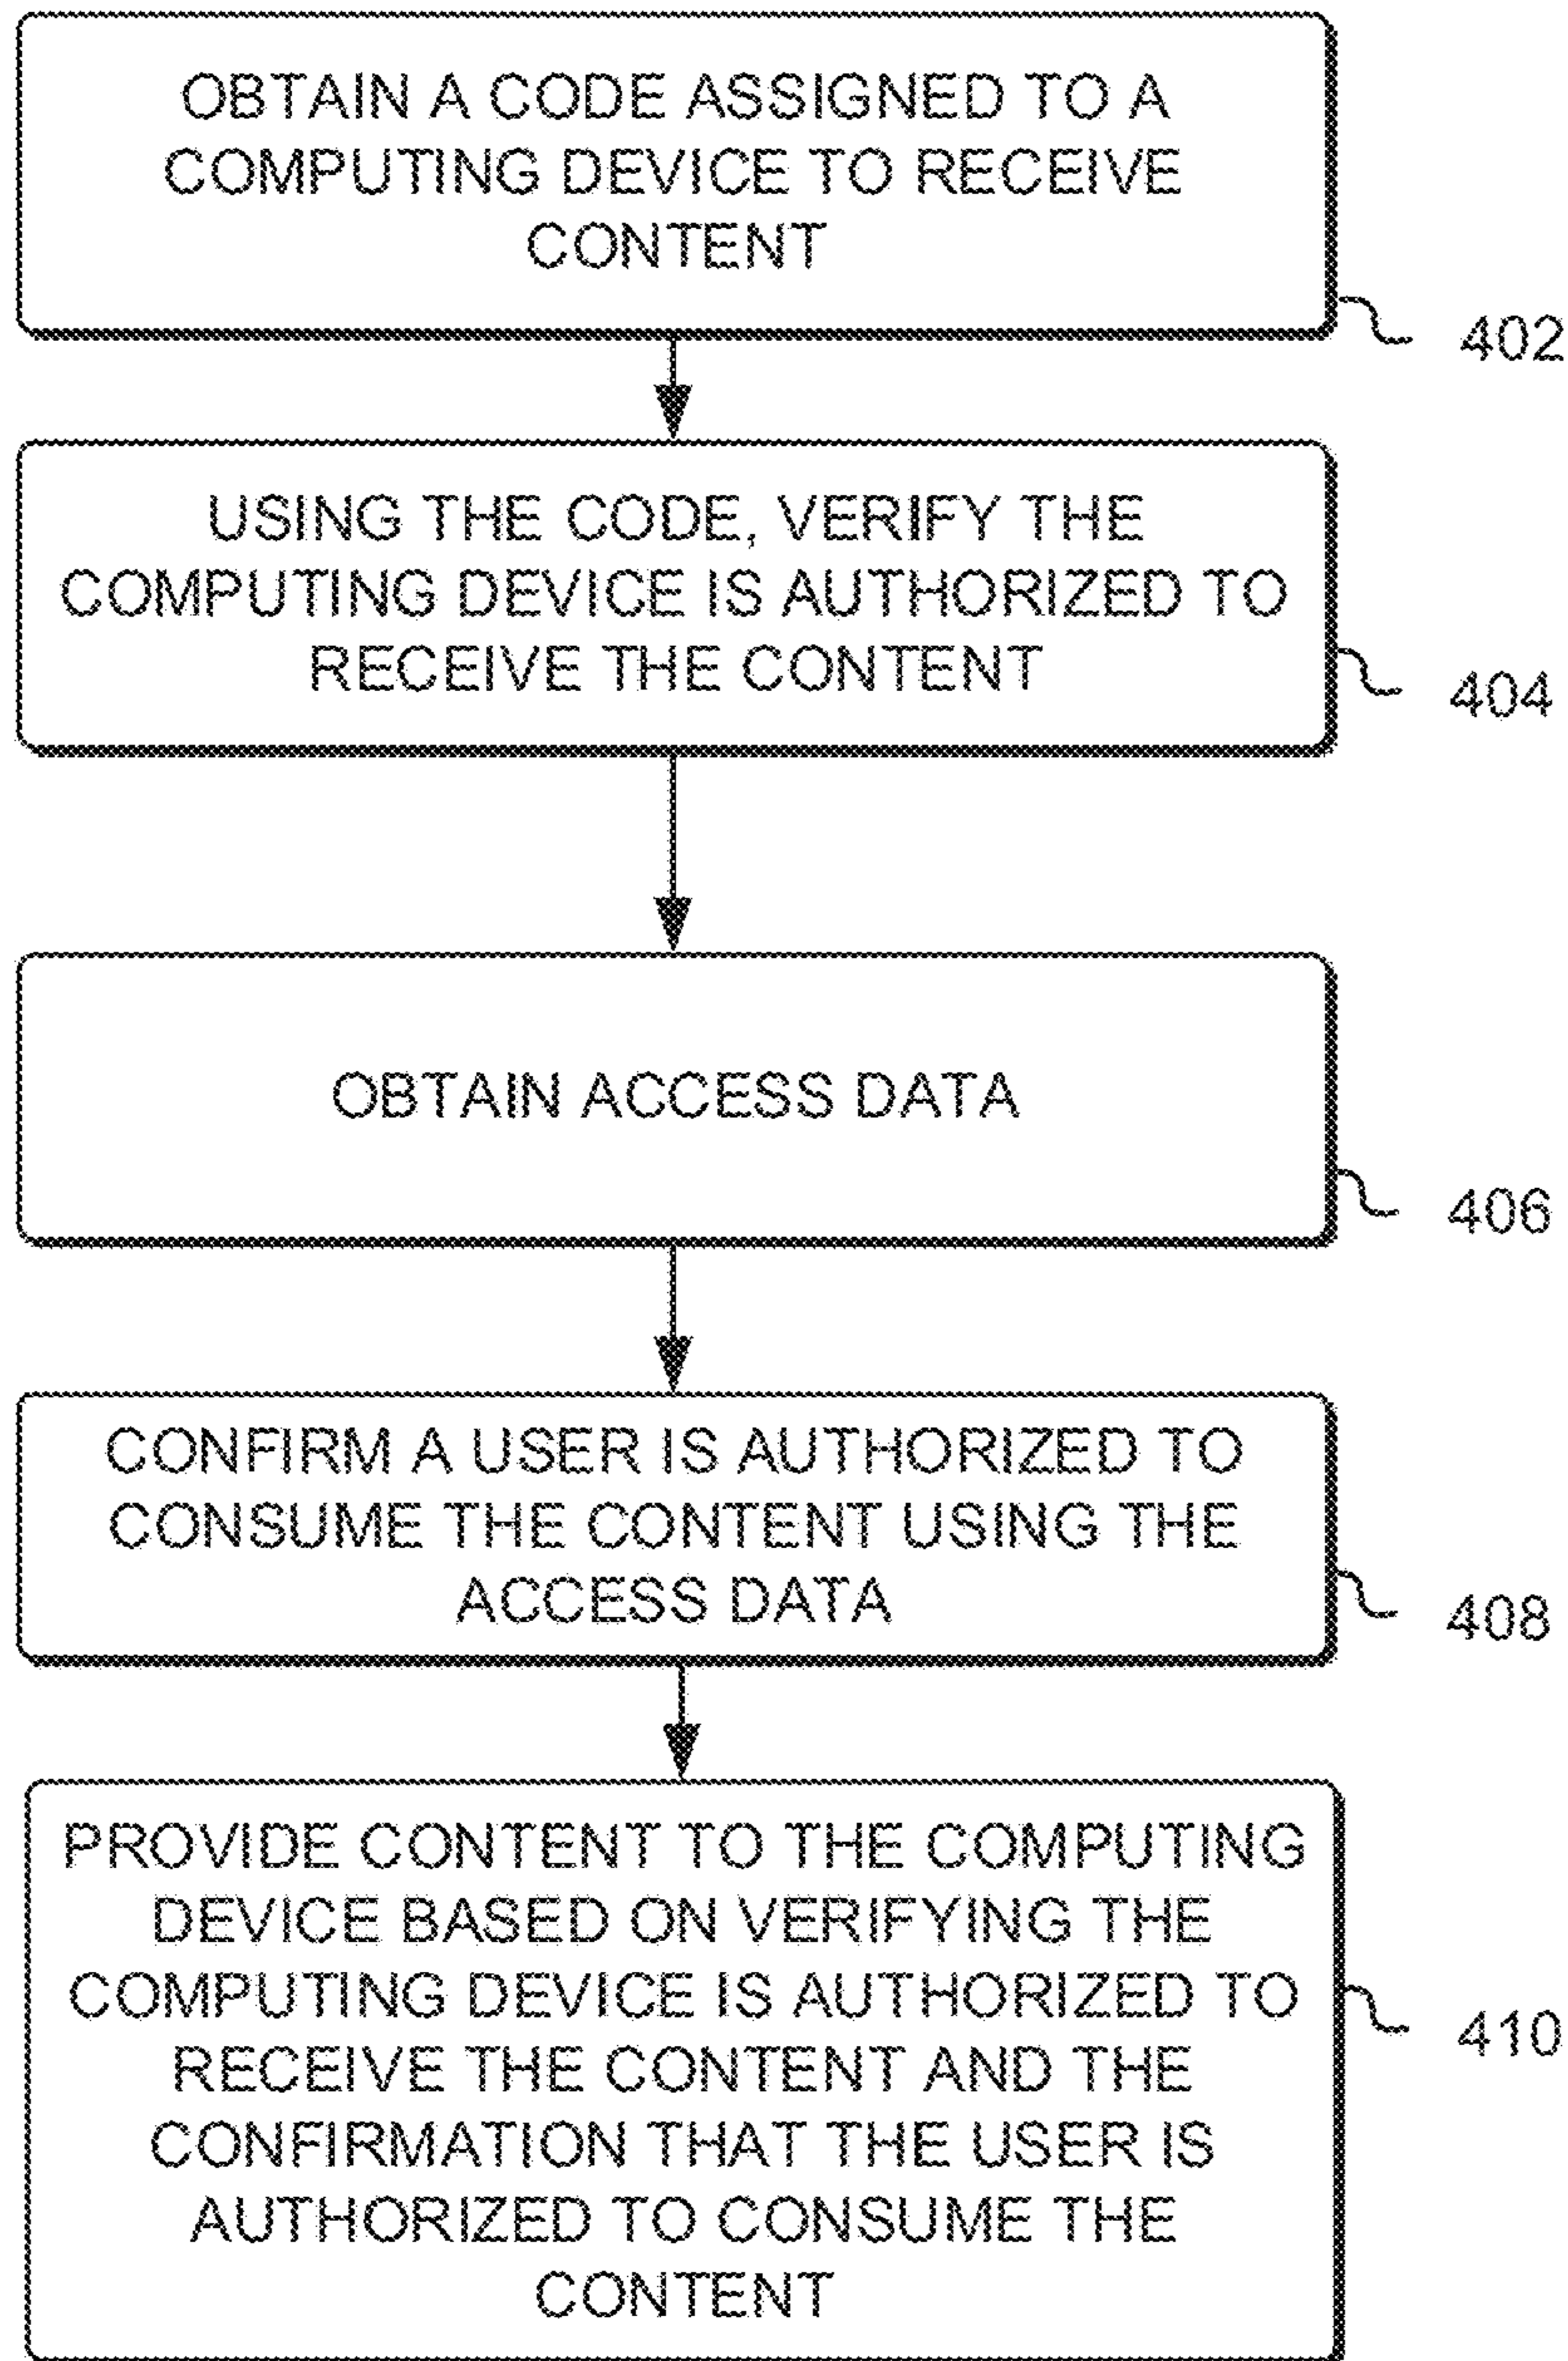 OBTAIN A CODE ASSIGNED TO A
COMPUTING DEVICE TO RECEIVE
CONTENT
402
USING THE CODE, VERIFY THE
COMPUTING DEVICE IS AUTHORIZED TO
RECEIVE THE CONTENT
404
OBTAIN ACCESS DATA
406
CONFIRM A USER IS AUTHORIZED TO
CONSUME THE CONTENT USING THE
ACCESS DATA
408
PROVIDE CONTENT TO THE COMPUTING
DEVICE BASED ON VERIFYING THE
COMPUTING DEVICE IS AUTHORIZED TO
RECEIVE THE CONTENT AND THE
CONFIRMATION THAT THE USER IS
AUTHORIZED TO CONSUME THE
CONTENT
410